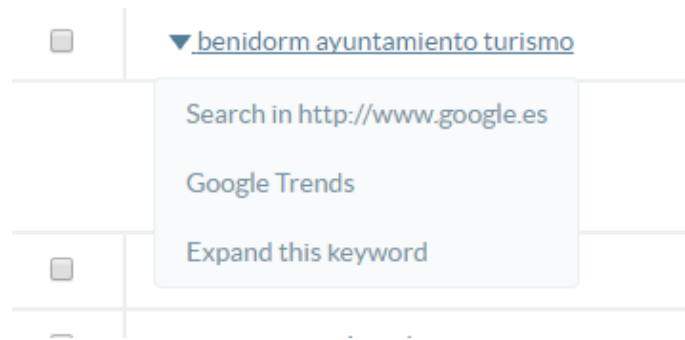 benidorm ayuntamiento turismo
Search in http://www.google.es
Google Trends
Expand this keyword